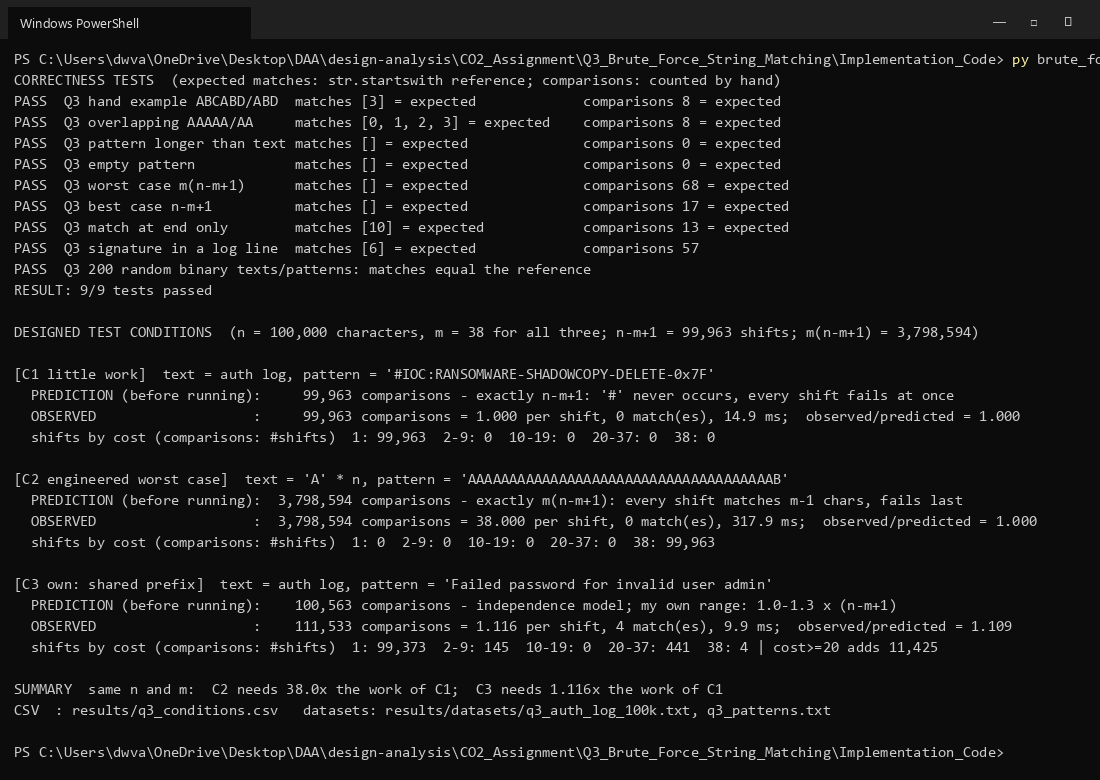 Windows PowerShell
PS C:\Users\dwva\OneDrive\Desktop\DAA\design-analysis\CO2_Assignment\Q3_Brute_Force_String_Matching\Implementation_Code> py brute_fo
CORRECTNESS TESTS  (expected matches: str.startswith reference; comparisons: counted by hand)
PASS  Q3 hand example ABCABD/ABD  matches [3] = expected             comparisons 8 = expected
PASS  Q3 overlapping AAAAA/AA     matches [0, 1, 2, 3] = expected    comparisons 8 = expected
PASS  Q3 pattern longer than text matches [] = expected              comparisons 0 = expected
PASS  Q3 empty pattern            matches [] = expected              comparisons 0 = expected
PASS  Q3 worst case m(n-m+1)      matches [] = expected              comparisons 68 = expected
PASS  Q3 best case n-m+1          matches [] = expected              comparisons 17 = expected
PASS  Q3 match at end only        matches [10] = expected            comparisons 13 = expected
PASS  Q3 signature in a log line  matches [6] = expected             comparisons 57
PASS  Q3 200 random binary texts/patterns: matches equal the reference
RESULT: 9/9 tests passed
DESIGNED TEST CONDITIONS  (n = 100,000 characters, m = 38 for all three; n-m+1 = 99,963 shifts; m(n-m+1) = 3,798,594)
[C1 little work]  text = auth log, pattern = '#IOC:RANSOMWARE-SHADOWCOPY-DELETE-0x7F'
  PREDICTION (before running):     99,963 comparisons - exactly n-m+1: '#' never occurs, every shift fails at once
  OBSERVED                   :     99,963 comparisons = 1.000 per shift, 0 match(es), 14.9 ms;  observed/predicted = 1.000
  shifts by cost (comparisons: #shifts)  1: 99,963  2-9: 0  10-19: 0  20-37: 0  38: 0
[C2 engineered worst case]  text = 'A' * n, pattern = 'AAAAAAAAAAAAAAAAAAAAAAAAAAAAAAAAAAAAAB'
  PREDICTION (before running):  3,798,594 comparisons - exactly m(n-m+1): every shift matches m-1 chars, fails last
  OBSERVED                   :  3,798,594 comparisons = 38.000 per shift, 0 match(es), 317.9 ms;  observed/predicted = 1.000
  shifts by cost (comparisons: #shifts)  1: 0  2-9: 0  10-19: 0  20-37: 0  38: 99,963
[C3 own: shared prefix]  text = auth log, pattern = 'Failed password for invalid user admin'
  PREDICTION (before running):    100,563 comparisons - independence model; my own range: 1.0-1.3 x (n-m+1)
  OBSERVED                   :    111,533 comparisons = 1.116 per shift, 4 match(es), 9.9 ms;  observed/predicted = 1.109
  shifts by cost (comparisons: #shifts)  1: 99,373  2-9: 145  10-19: 0  20-37: 441  38: 4 | cost>=20 adds 11,425
SUMMARY  same n and m:  C2 needs 38.0x the work of C1;  C3 needs 1.116x the work of C1
CSV  : results/q3_conditions.csv   datasets: results/datasets/q3_auth_log_100k.txt, q3_patterns.txt
PS C:\Users\dwva\OneDrive\Desktop\DAA\design-analysis\CO2_Assignment\Q3_Brute_Force_String_Matching\Implementation_Code>